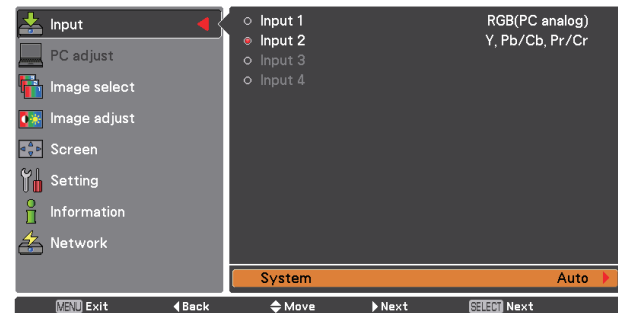 Input
PC adjust
Image select
Image adjust
Screen
Setting
Information
Network
Input 1 RGB(PC analog)
Input 2 Y, Pb/Cb, Pr/Cr
Input 3
Input 4
System Auto
MENU Exit Back Move Next SELECT Next